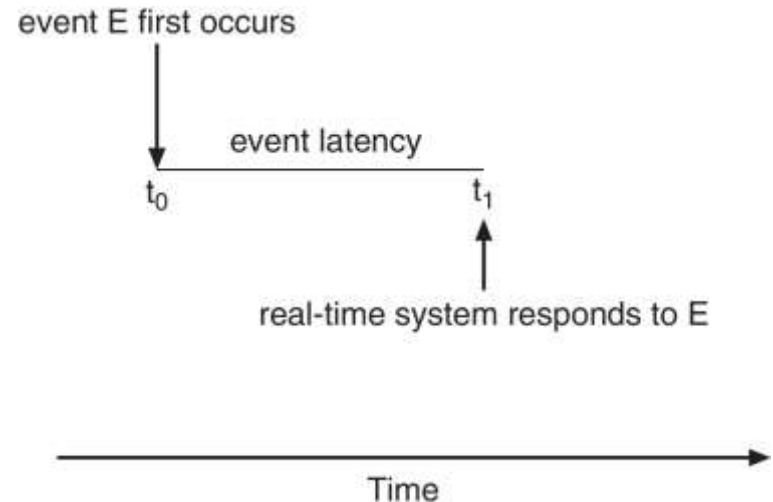 event E first occurs
event latency
t₀
t₁
real-time system responds to E
Time